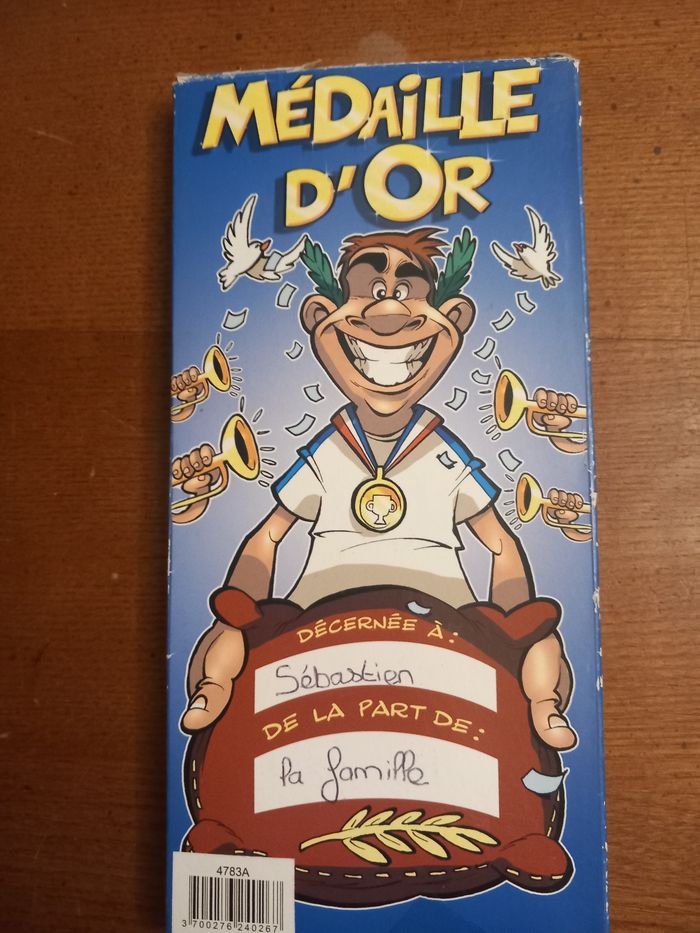 MÉDAiLLE
D'OR
DÉCERNÉE À :
Sébastien
DE LA PART DE :
la famille
4783A
3 700276 240267